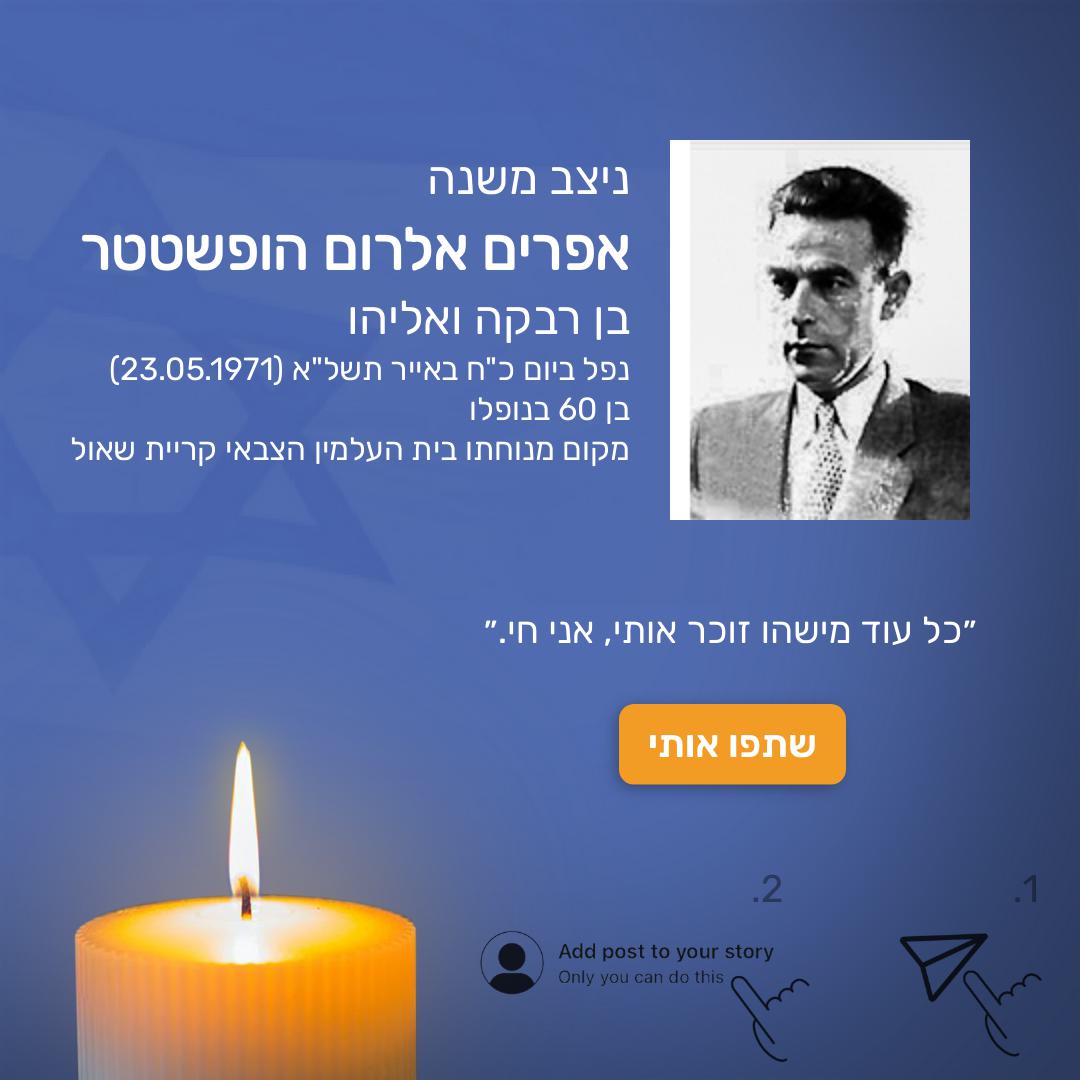 ניצב משנה
אפרים אלרום הופשטטר
בן רבקה ואליהו
נפל ביום כ"ח באייר תשל"א (23.05.1971)
בן 60 בנופלו
מקום מנוחתו בית העלמין הצבאי קריית שאול
״כל עוד מישהו זוכר אותי, אני חי.״
שתפו אותי
1.
2.
Add post to your story
Only you can do this